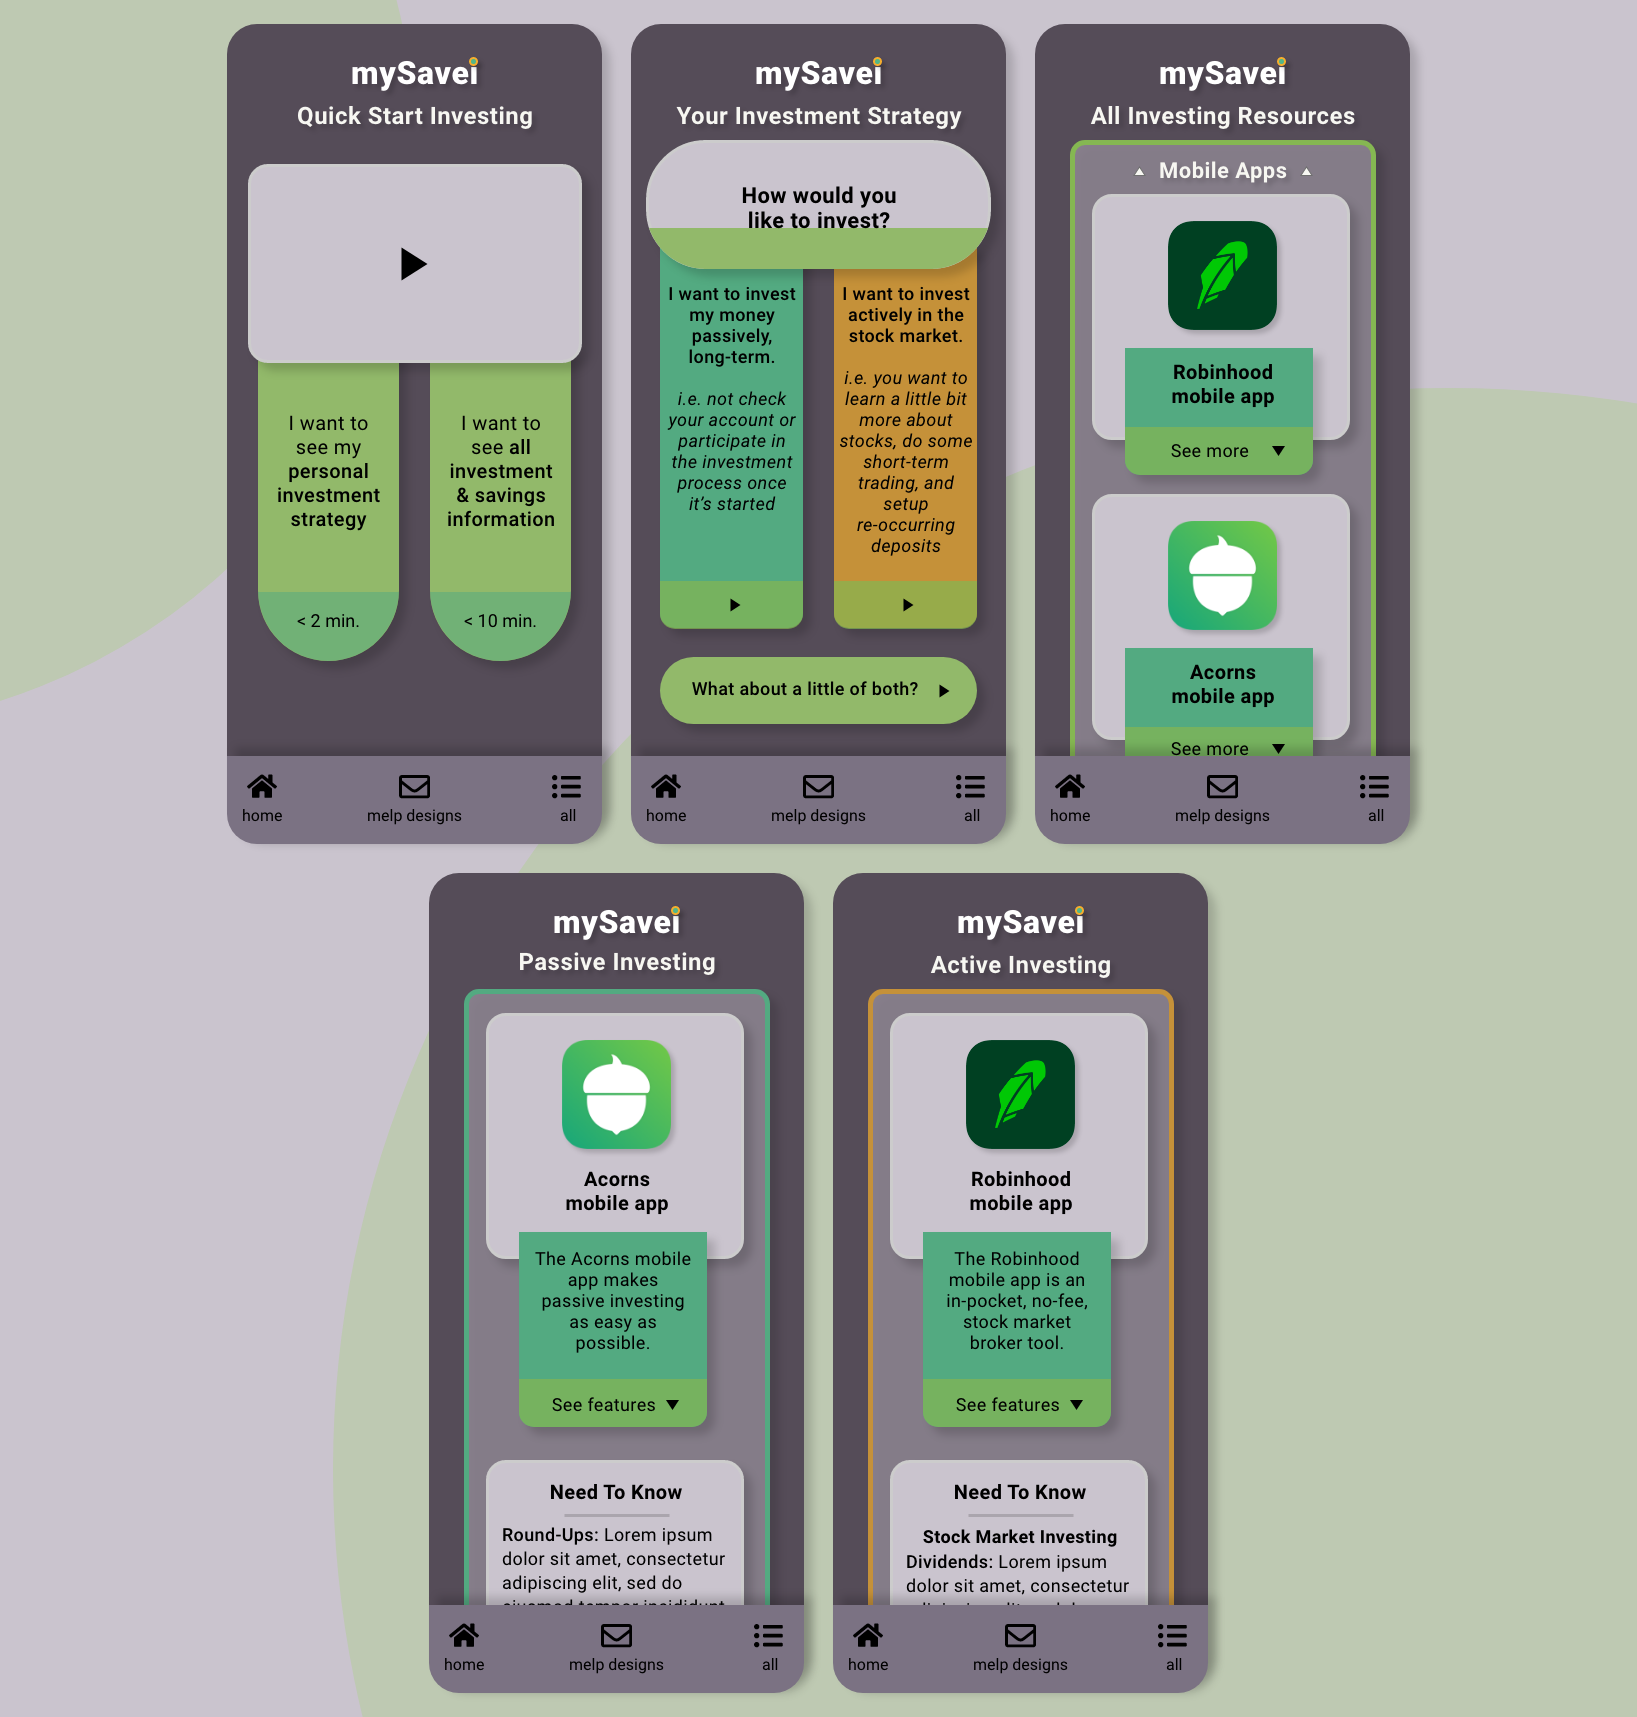 mySavei
Quick Start Investing
I want to
see my
personal
investment
strategy
< 2 min.
I want to
see all
investment
& savings
information
< 10 min.
home
melp designs
all
mySavei
Your Investment Strategy
How would you
like to invest?
I want to invest
my money
passively,
long-term.
i.e. not check
your account or
participate in
the investment
process once
it’s started
I want to invest
actively in the
stock market.
i.e. you want to
learn a little bit
more about
stocks, do some
short-term
trading, and
setup
re-occurring
deposits
What about a little of both?
home
melp designs
all
mySavei
All Investing Resources
Mobile Apps
Robinhood
mobile app
See more
Acorns
mobile app
See more
home
melp designs
all
mySavei
Passive Investing
Acorns
mobile app
The Acorns mobile
app makes
passive investing
as easy as
possible.
See features
Need To Know
Round-Ups: Lorem ipsum
dolor sit amet, consectetur
adipiscing elit, sed do
eiusmod tempor incididunt
home
melp designs
all
mySavei
Active Investing
Robinhood
mobile app
The Robinhood
mobile app is an
in-pocket, no-fee,
stock market
broker tool.
See features
Need To Know
Stock Market Investing
Dividends: Lorem ipsum
dolor sit amet, consectetur
home
melp designs
all